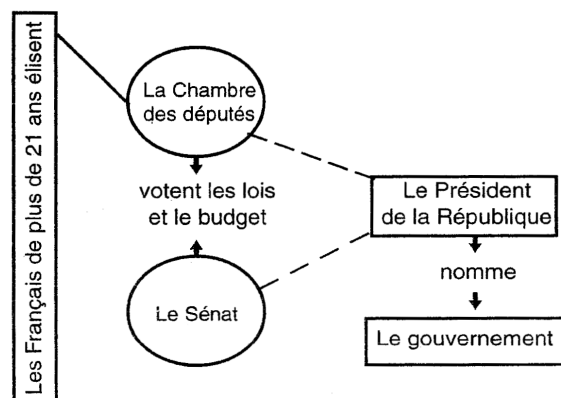 Les Français de plus de 21 ans élisent
La Chambre
des députés
votent les lois
et le budget
Le Sénat
Le Président
de la République
nomme
Le gouvernement